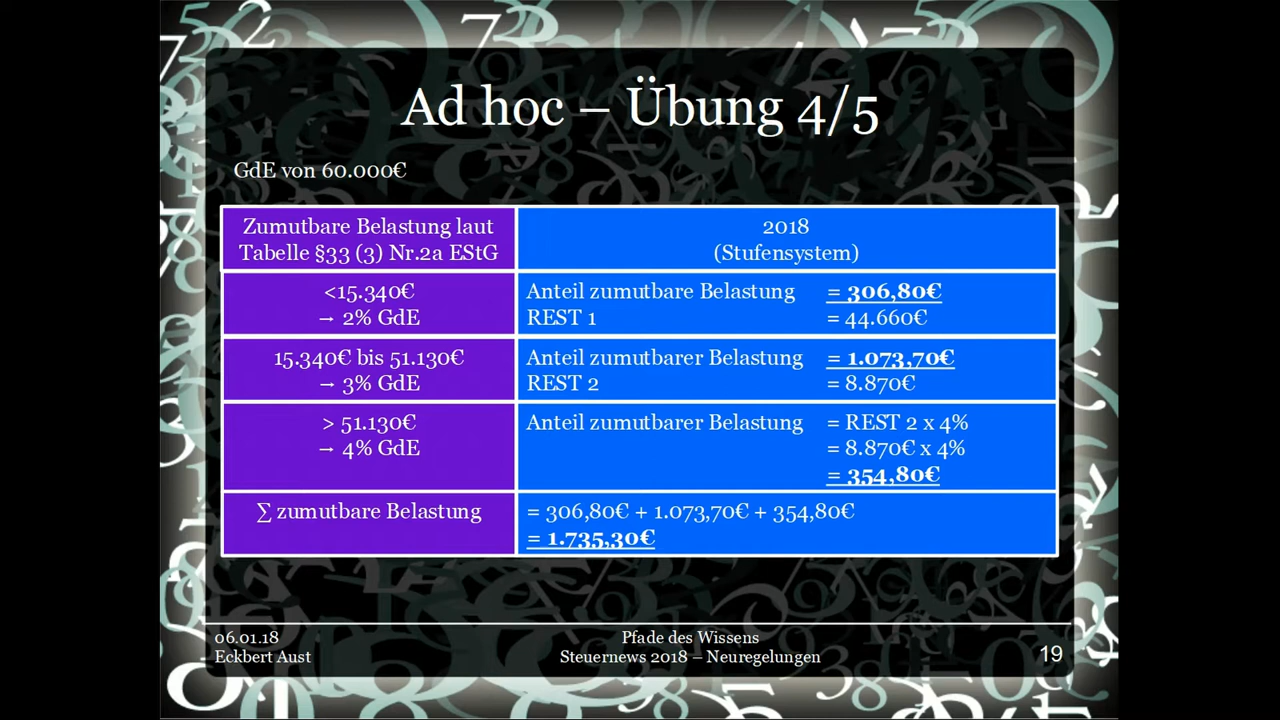 Ad hoc – Übung 4/5
GdE von 60.000€
Zumutbare Belastung laut
Tabelle §33 (3) Nr.2a EStG
2018
(Stufensystem)
<15.340€
→ 2% GdE
Anteil zumutbare Belastung = 306,80€
REST 1 = 44.660€
15.340€ bis 51.130€
→ 3% GdE
Anteil zumutbarer Belastung = 1.073,70€
REST 2 = 8.870€
> 51.130€
→ 4% GdE
Anteil zumutbarer Belastung = REST 2 x 4%
= 8.870€ x 4%
= 354,80€
∑ zumutbare Belastung
= 306,80€ + 1.073,70€ + 354,80€
= 1.735,30€
06.01.18
Eckbert Aust
Pfade des Wissens
Steuernews 2018 – Neuregelungen
19